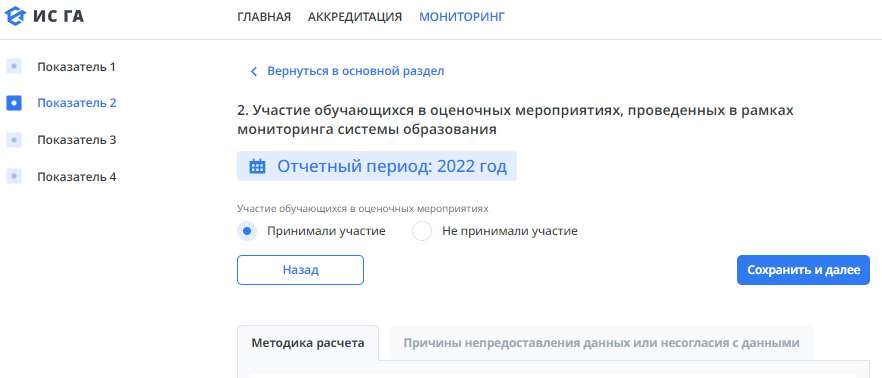 ИС ГА
ГЛАВНАЯ АККРЕДИТАЦИЯ МОНИТОРИНГ
Показатель 1
Показатель 2
Показатель 3
Показатель 4
Вернуться в основной раздел
2. Участие обучающихся в оценочных мероприятиях, проведенных в рамках
мониторинга системы образования
Отчетный период: 2022 год
Участие обучающихся в оценочных мероприятиях
Принимали участие Не принимали участие
Назад Сохранить и далее
Методика расчета Причины непредоставления данных или несогласия с данными